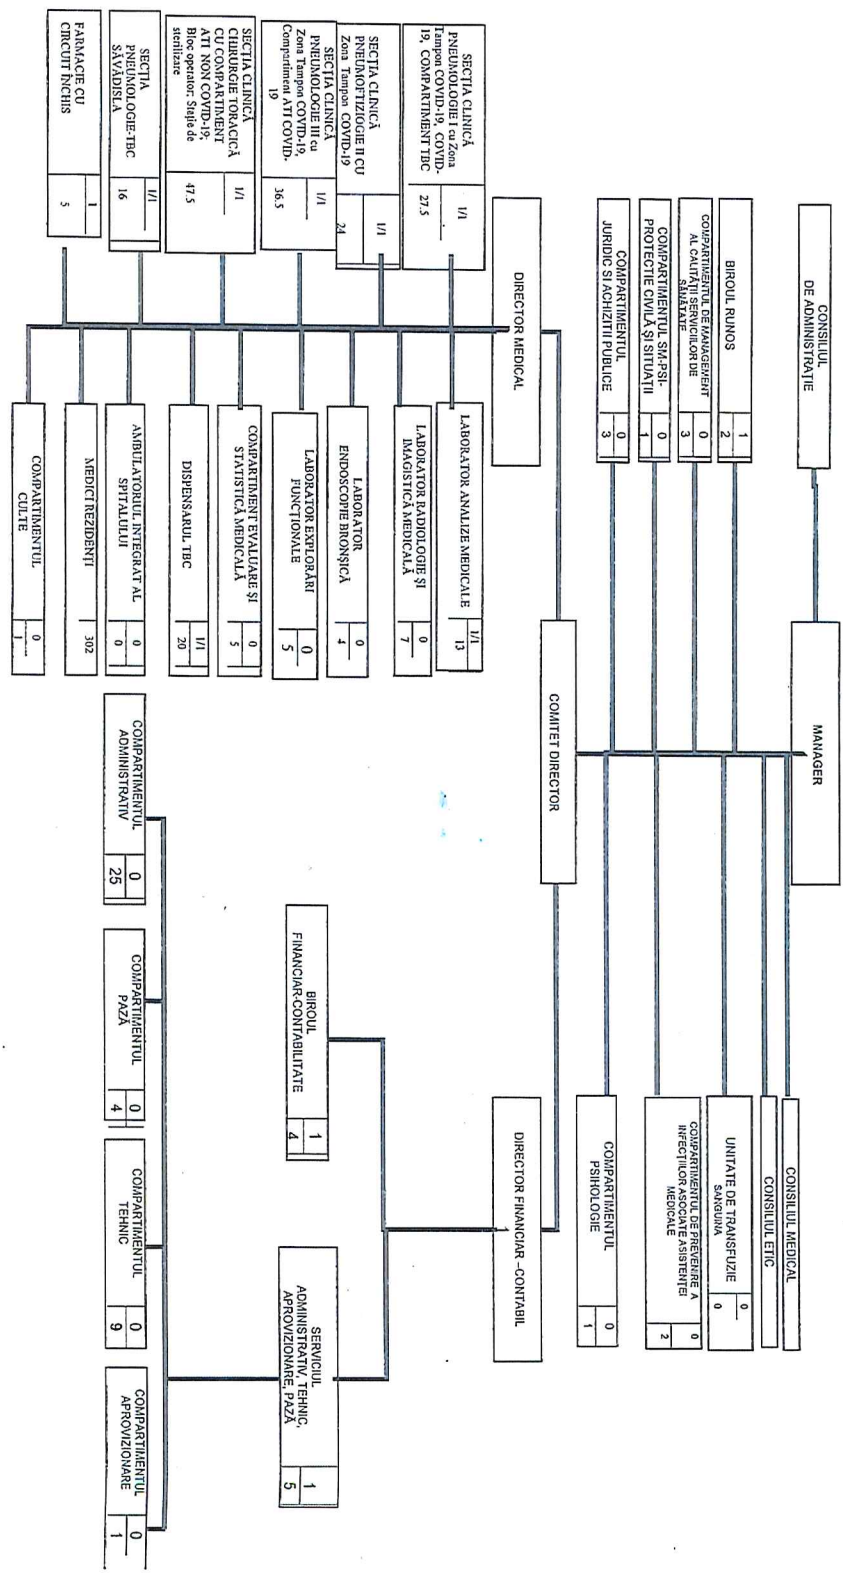 CONSILIUL
DE ADMINISTRAȚIE
MANAGER
CONSILIUL MEDICAL
CONSILIUL ETIC
BIROUL RUNOS
1
2
UNITATE DE TRANSFUZIE
SANGUINA
0
0
COMPARTIMENTUL DE MANAGEMENT
AL CALITĂȚII SERVICIILOR DE
SĂNĂTATE
0
3
COMPARTIMENTUL DE PREVENIRE A
INFECȚIILOR ASOCIATE ASISTENȚEI
MEDICALE
0
2
COMPARTIMENTUL SM-PSI-
PROTECTIE CIVILĂ ȘI SITUAȚII
0
1
COMPARTIMENTUL
JURIDIC SI ACHIZITII PUBLICE
0
3
COMPARTIMENTUL
PSIHOLOGIE
0
1
COMITET DIRECTOR
DIRECTOR MEDICAL
DIRECTOR FINANCIAR –CONTABIL
SECȚIA CLINICĂ
PNEUMOLOGIE I cu Zona
Tampon COVID-19, COVID-
19, COMPARTIMENT TBC
1/1
27.5
SECȚIA CLINICĂ
PNEUMOFTIZIOGIE II CU
Zona Tampon COVID-19
1/1
24
SECȚIA CLINICĂ
PNEUMOLOGIE III cu
Zona Tampon COVID-19,
Compartiment ATI COVID-
19
1/1
36.5
SECȚIA CLINICĂ
CHIRURGIE TORACICĂ
CU COMPARTIMENT
ATI NON COVID-19;
Bloc operator; Stație de
sterilizare
1/1
47.5
SECȚIA
PNEUMOLOGIE-TBC
SĂVĂDISLA
1/1
16
FARMACIE CU
CIRCUIT ÎNCHIS
1
5
LABORATOR ANALIZE MEDICALE
1/1
13
LABORATOR RADIOLOGIE ȘI
IMAGISTICĂ MEDICALĂ
0
7
LABORATOR
ENDOSCOPIE BRONȘICĂ
0
4
LABORATOR EXPLORĂRI
FUNCȚIONALE
0
5
COMPARTIMENT EVALUARE ȘI
STATISTICĂ MEDICALĂ
0
5
DISPENSARUL TBC
1/1
20
AMBULATORIUL INTEGRAT AL
SPITALULUI
0
0
MEDICI REZIDENȚI
302
COMPARTIMENTUL
CULTE
0
1
BIROUL
FINANCIAR-CONTABILITATE
1
4
SERVICIUL
ADMINISTRATIV, TEHNIC,
APROVIZIONARE, PAZĂ
1
5
COMPARTIMENTUL
ADMINISTRATIV
0
25
COMPARTIMENTUL
PAZĂ
0
4
COMPARTIMENTUL
TEHNIC
0
9
COMPARTIMENTUL
APROVIZIONARE
0
1